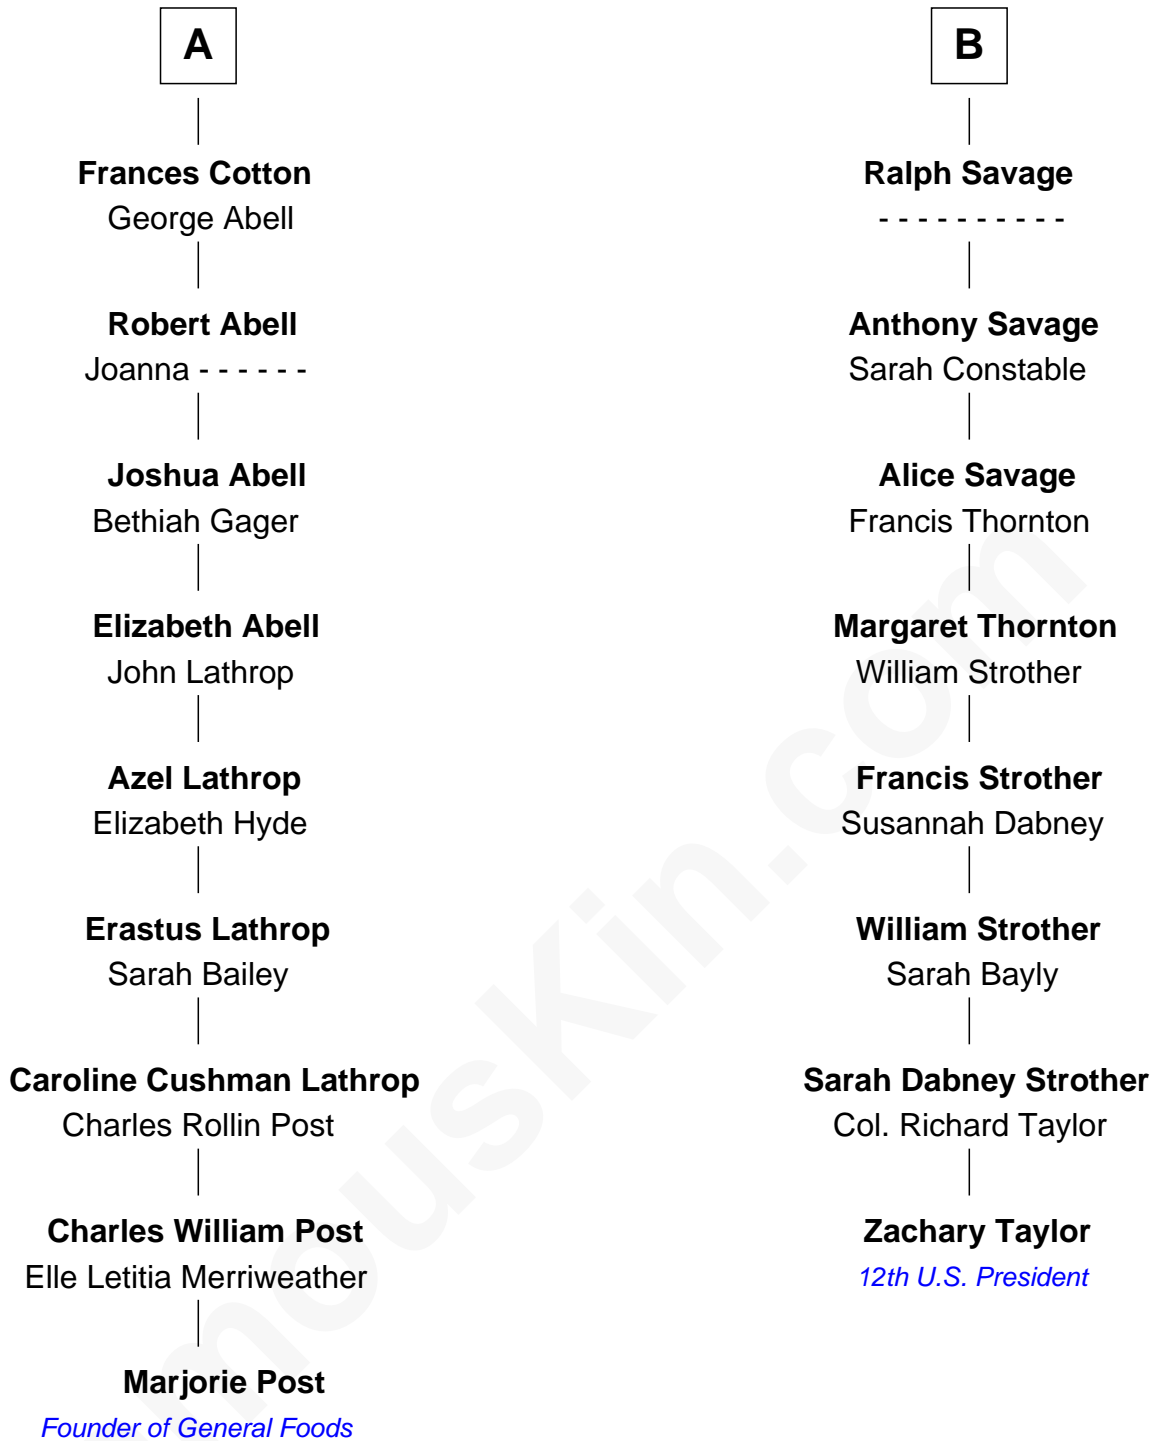 A
Frances Cotton
George Abell
Robert Abell
Joanna - - - - - -
Joshua Abell
Bethiah Gager
Elizabeth Abell
John Lathrop
Azel Lathrop
Elizabeth Hyde
Erastus Lathrop
Sarah Bailey
Caroline Cushman Lathrop
Charles Rollin Post
Charles William Post
Elle Letitia Merriweather
Marjorie Post
Founder of General Foods
B
Ralph Savage
- - - - - - - - - -
Anthony Savage
Sarah Constable
Alice Savage
Francis Thornton
Margaret Thornton
William Strother
Francis Strother
Susannah Dabney
William Strother
Sarah Bayly
Sarah Dabney Strother
Col. Richard Taylor
Zachary Taylor
12th U.S. President
mousKin.com